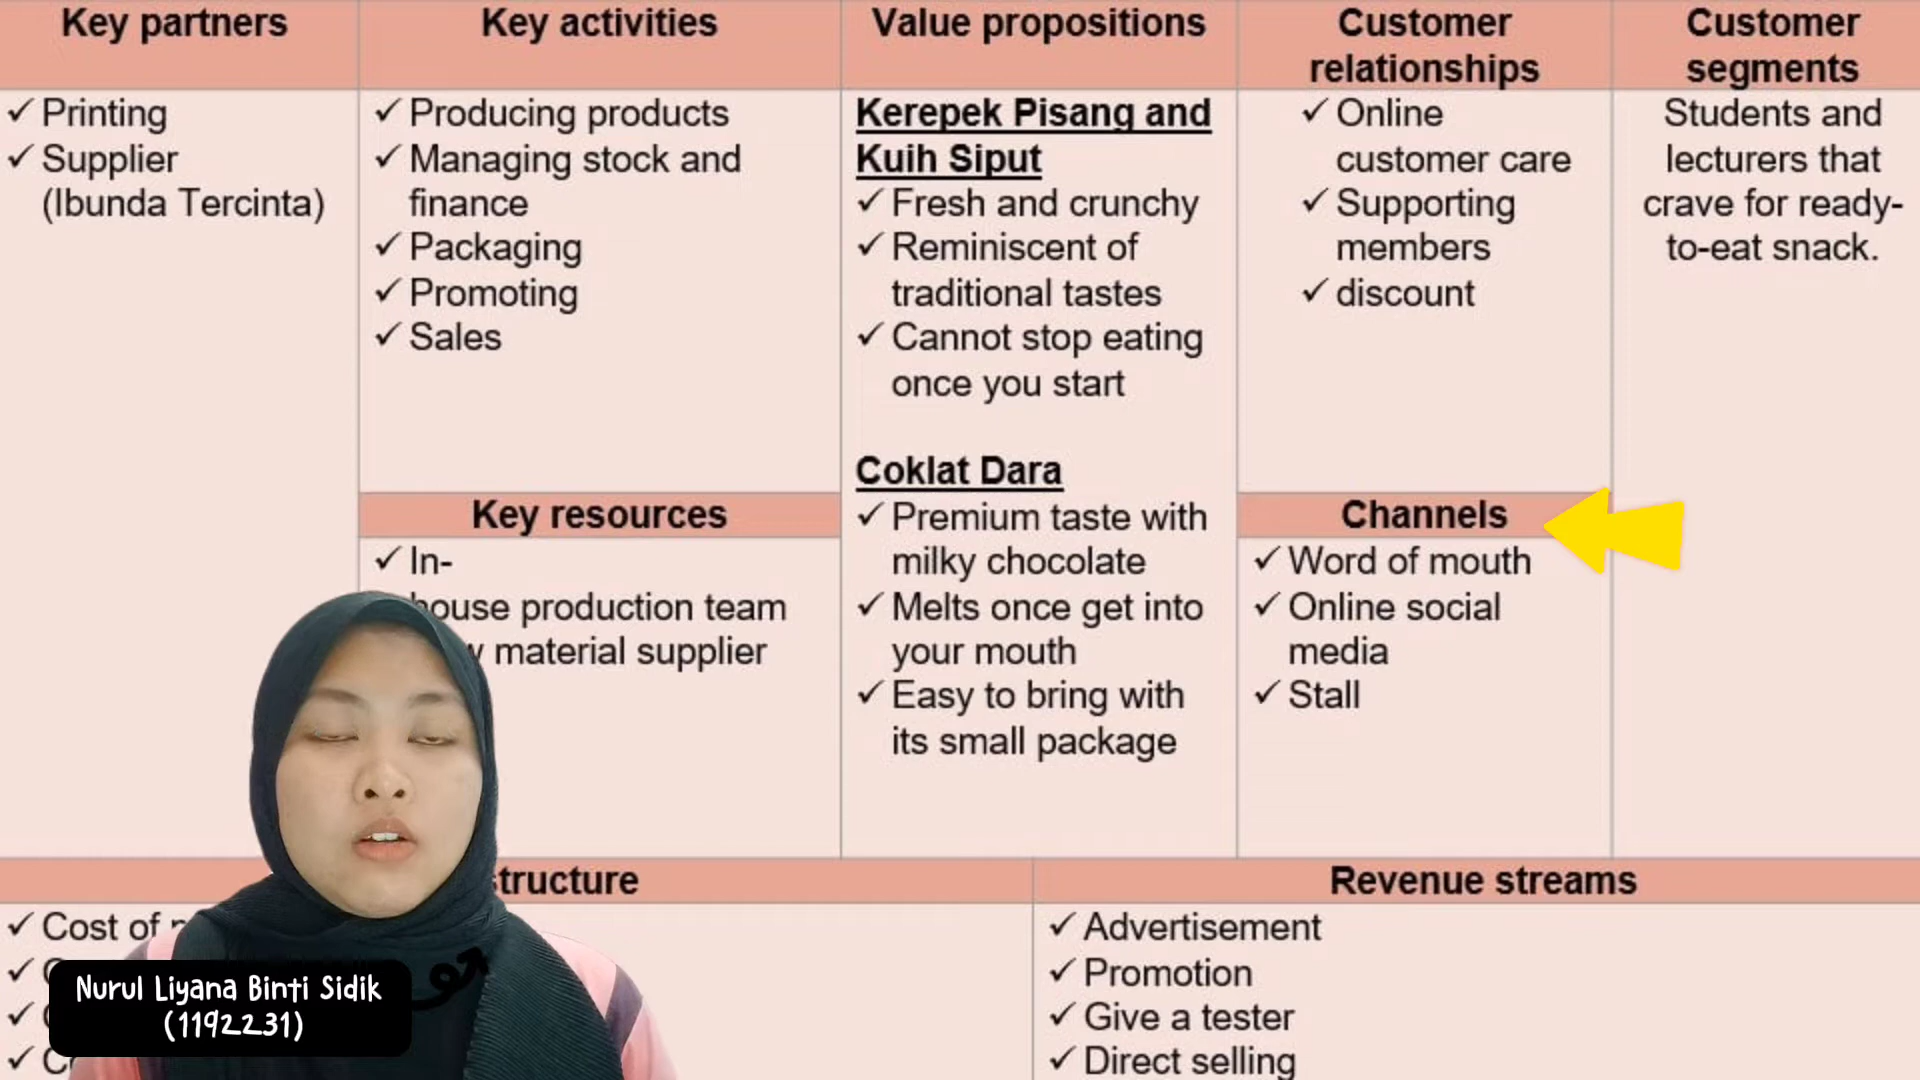 Key partners
Printing
Supplier
(Ibunda Tercinta)
Key activities
Producing products
Managing stock and
finance
Packaging
Promoting
Sales
Key resources
In-
house production team
material supplier
Value propositions
Kerepek Pisang and
Kuih Siput
Fresh and crunchy
Reminiscent of
traditional tastes
Cannot stop eating
once you start
Coklat Dara
Premium taste with
milky chocolate
Melts once get into
your mouth
Easy to bring with
its small package
Customer
relationships
Online
customer care
Supporting
members
discount
Channels
Word of mouth
Online social
media
Stall
Customer
segments
Students and
lecturers that
crave for ready-
to-eat snack.
Cost of
Revenue streams
Advertisement
Promotion
Give a tester
Direct selling
Nurul Liyana Binti Sidik
(1192231)